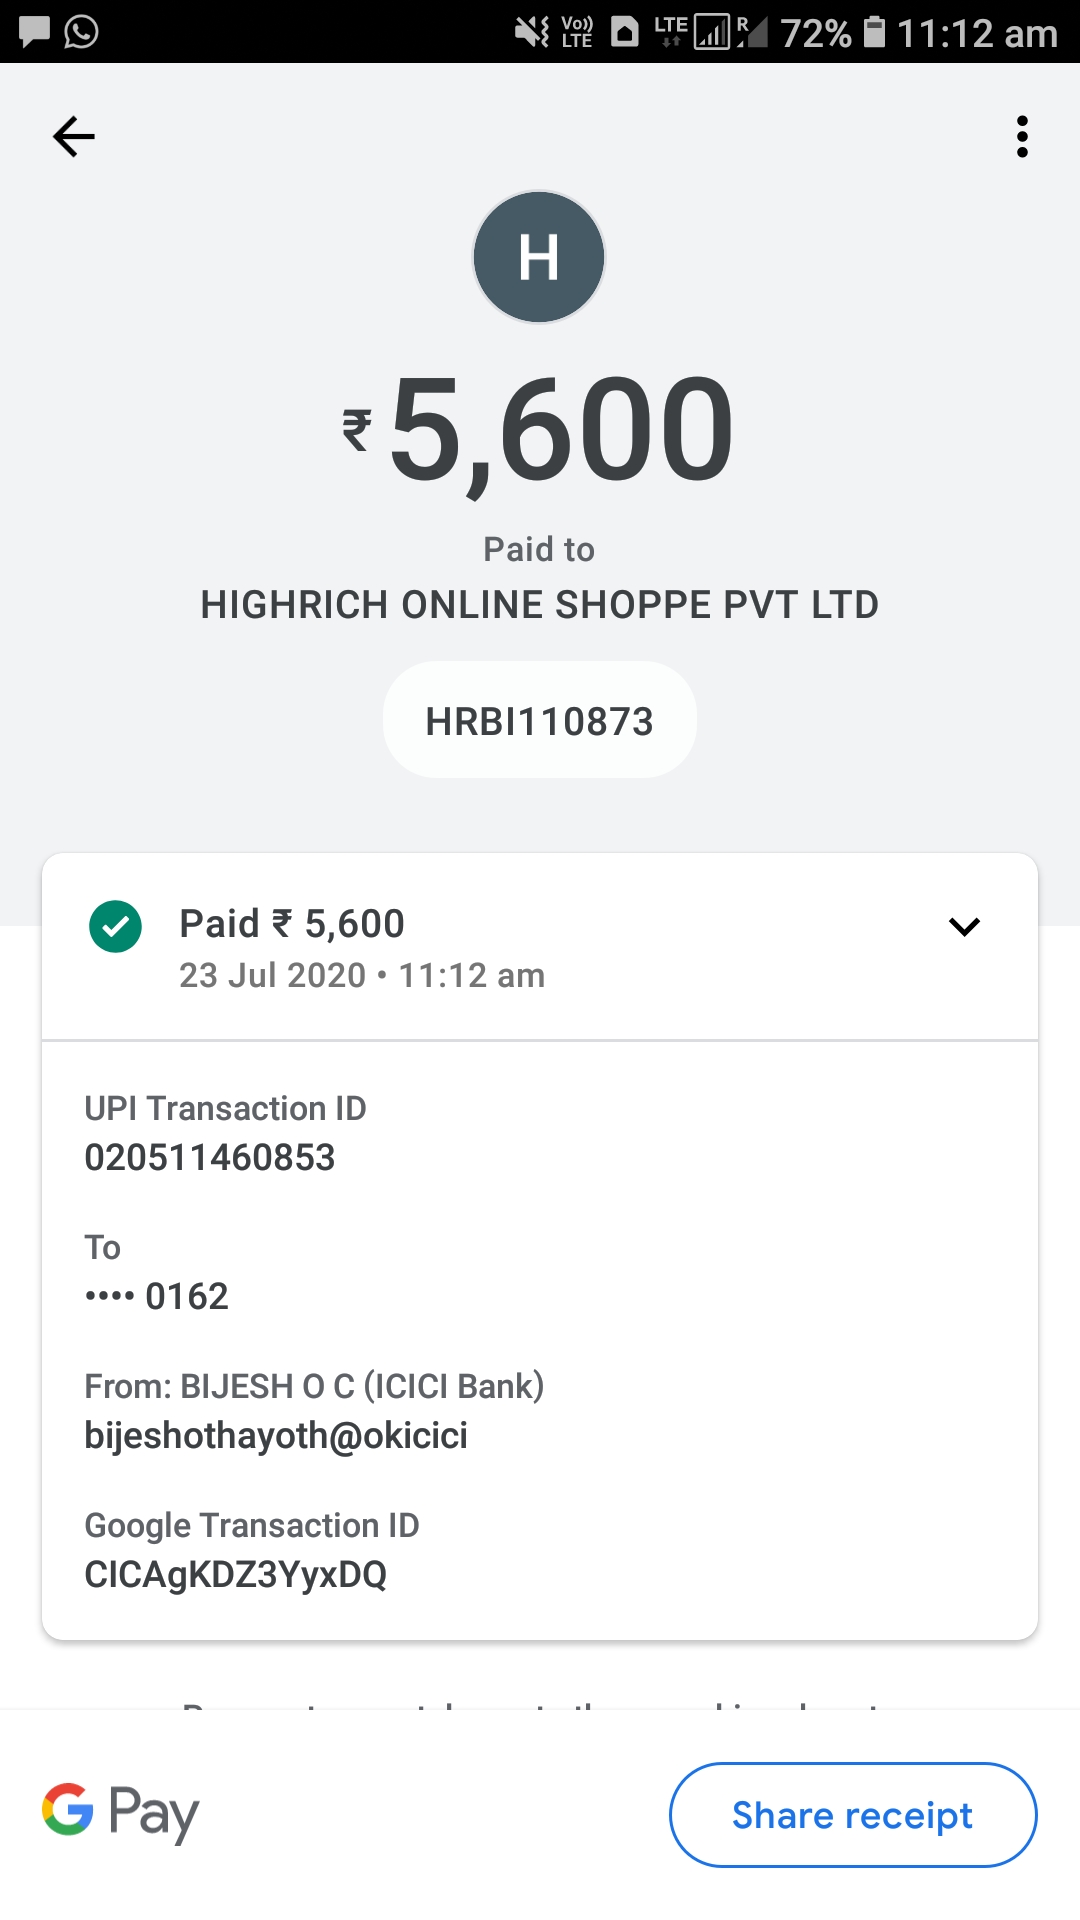 Vo))
LTE
LTE
R
72%
11:12 am
H
₹5,600
Paid to
HIGHRICH ONLINE SHOPPE PVT LTD
HRBI110873
Paid ₹ 5,600
23 Jul 2020 • 11:12 am
UPI Transaction ID
020511460853
To
•••• 0162
From: BIJESH O C (ICICI Bank)
bijeshothayoth@okicici
Google Transaction ID
CICAgKDZ3YyxDQ
G Pay
Share receipt